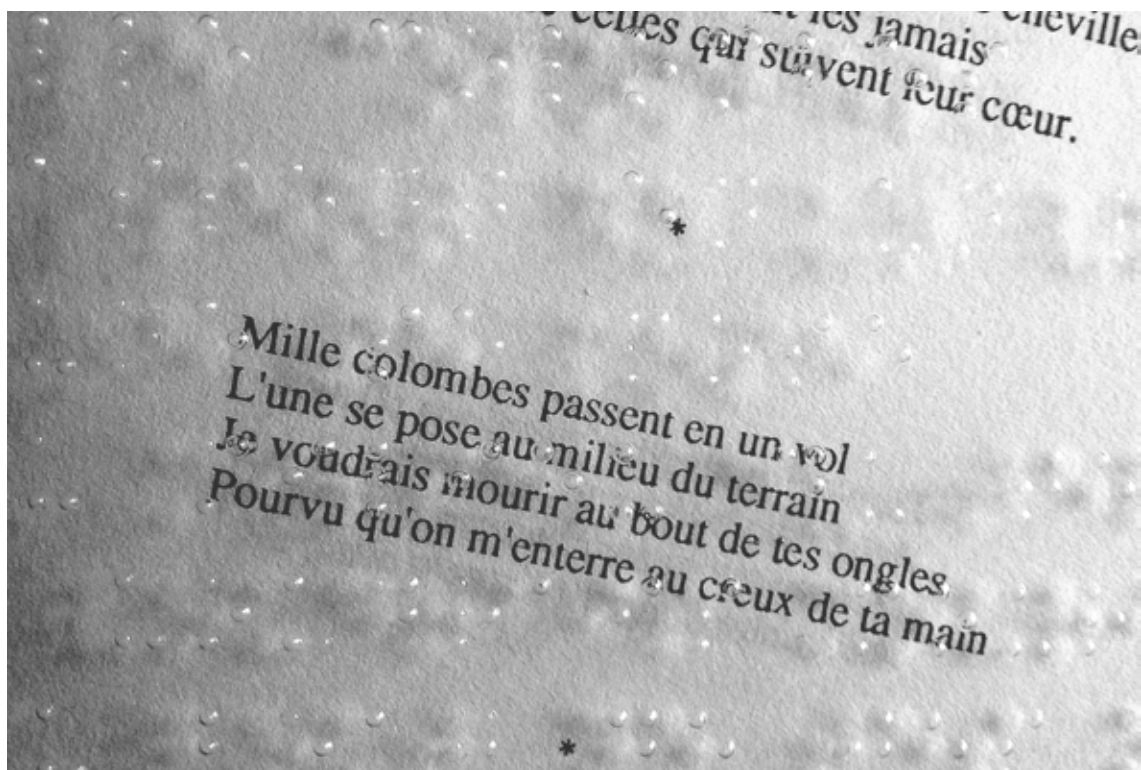 les jamais chevilles
celles qui suivent leur cœur.
*
Mille colombes passent en un vol
L'une se pose au milieu du terrain
Je voudrais mourir au bout de tes ongles
Pourvu qu'on m'enterre au creux de ta main
*